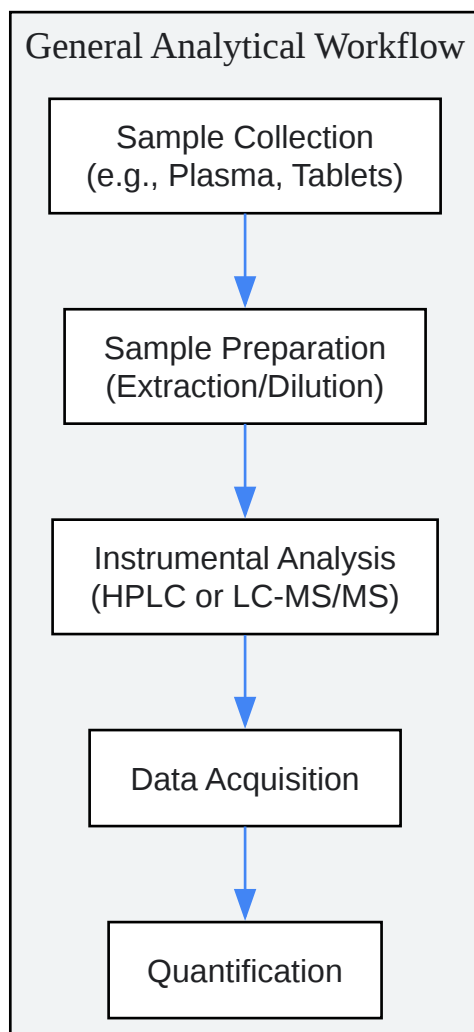 General Analytical Workflow
Sample Collection
(e.g., Plasma, Tablets)
Sample Preparation
(Extraction/Dilution)
Instrumental Analysis
(HPLC or LC-MS/MS)
Data Acquisition
Quantification